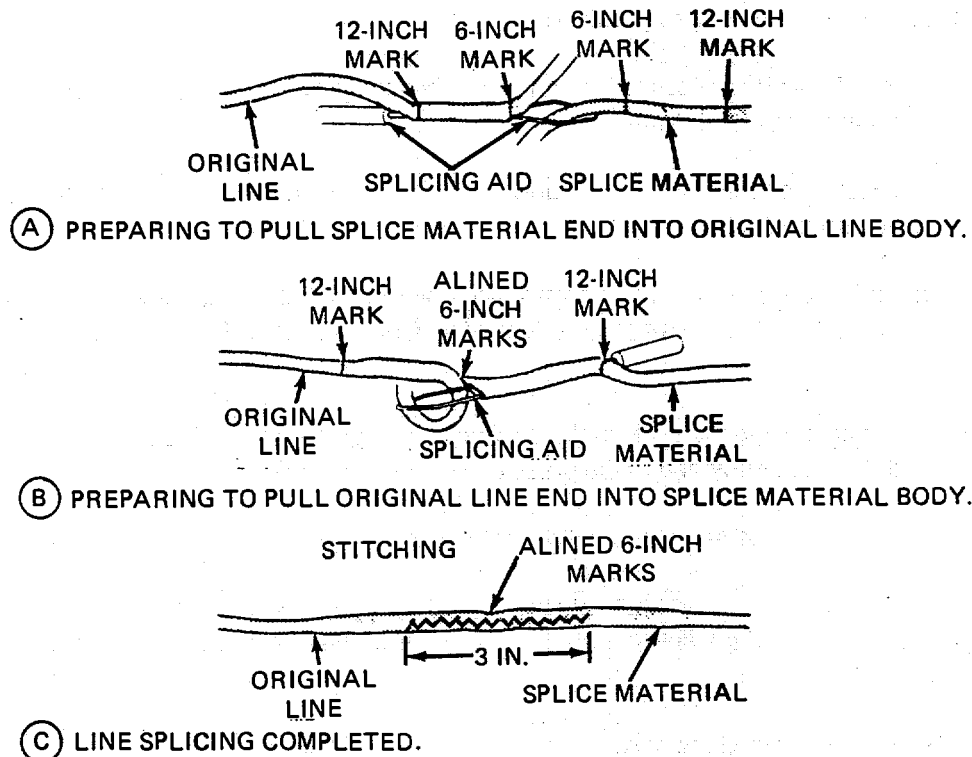 12-INCH MARK
6-INCH MARK
6-INCH MARK
12-INCH MARK
ORIGINAL LINE
SPLICING AID
SPLICE MATERIAL
A PREPARING TO PULL SPLICE MATERIAL END INTO ORIGINAL LINE BODY.
12-INCH MARK
ALINED 6-INCH MARKS
12-INCH MARK
ORIGINAL LINE
SPLICING AID
SPLICE MATERIAL
B PREPARING TO PULL ORIGINAL LINE END INTO SPLICE MATERIAL BODY.
STITCHING
ALINED 6-INCH MARKS
3 IN.
ORIGINAL LINE
SPLICE MATERIAL
C LINE SPLICING COMPLETED.